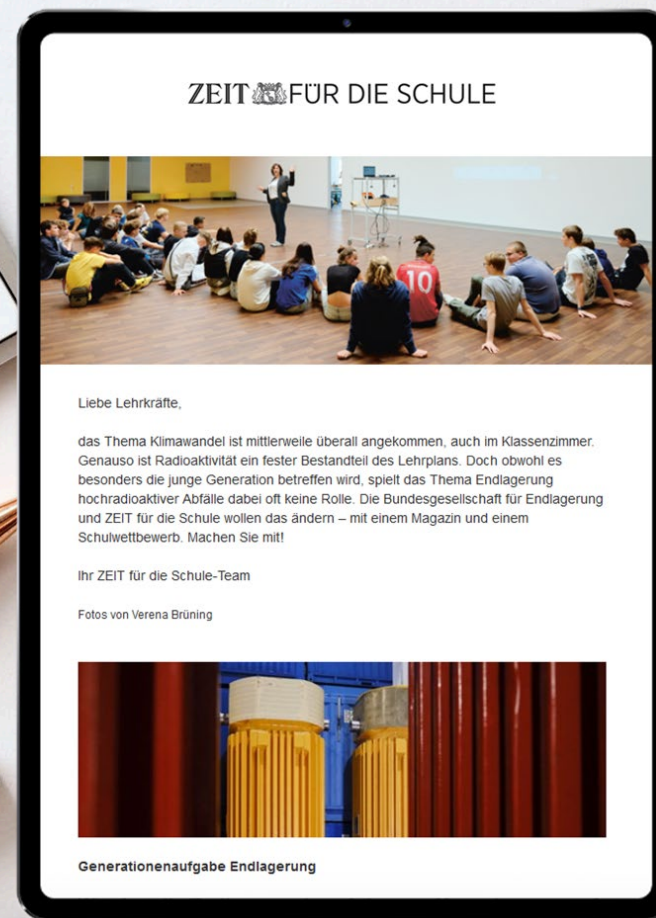 ZEIT FÜR DIE SCHULE
10
Liebe Lehrkräfte,
das Thema Klimawandel ist mittlerweile überall angekommen, auch im Klassenzimmer.
Genauso ist Radioaktivität ein fester Bestandteil des Lehrplans. Doch obwohl es
besonders die junge Generation betreffen wird, spielt das Thema Endlagerung
hochradioaktiver Abfälle dabei oft keine Rolle. Die Bundesgesellschaft für Endlagerung
und ZEIT für die Schule wollen das ändern – mit einem Magazin und einem
Schulwettbewerb. Machen Sie mit!
Ihr ZEIT für die Schule-Team
Fotos von Verena Brüning
Generationenaufgabe Endlagerung